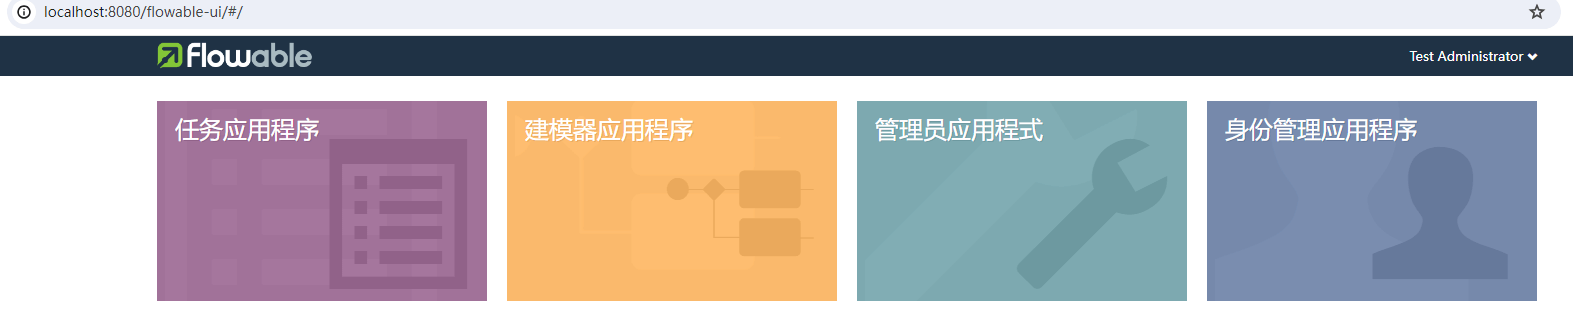 localhost:8080/flowable-ui/#/
flowable
Test Administrator
任务应用程序
建模器应用程序
管理员应用程式
身份管理应用程序